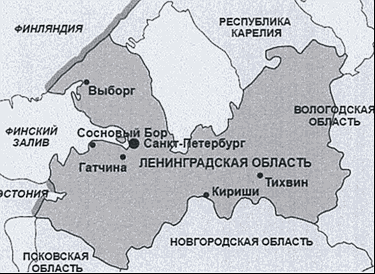 ФИНЛЯНДИЯ
РЕСПУБЛИКА
КАРЕЛИЯ
Выборг
ВОЛОГОДСКАЯ
ОБЛАСТЬ
ФИНСКИЙ
ЗАЛИВ
Сосновый Бор
Санкт-Петербург
Гатчина
ЛЕНИНГРАДСКАЯ ОБЛАСТЬ
Тихвин
ЭСТОНИЯ
Кириши
НОВГОРОДСКАЯ ОБЛАСТЬ
ПСКОВСКАЯ
ОБЛАСТЬ